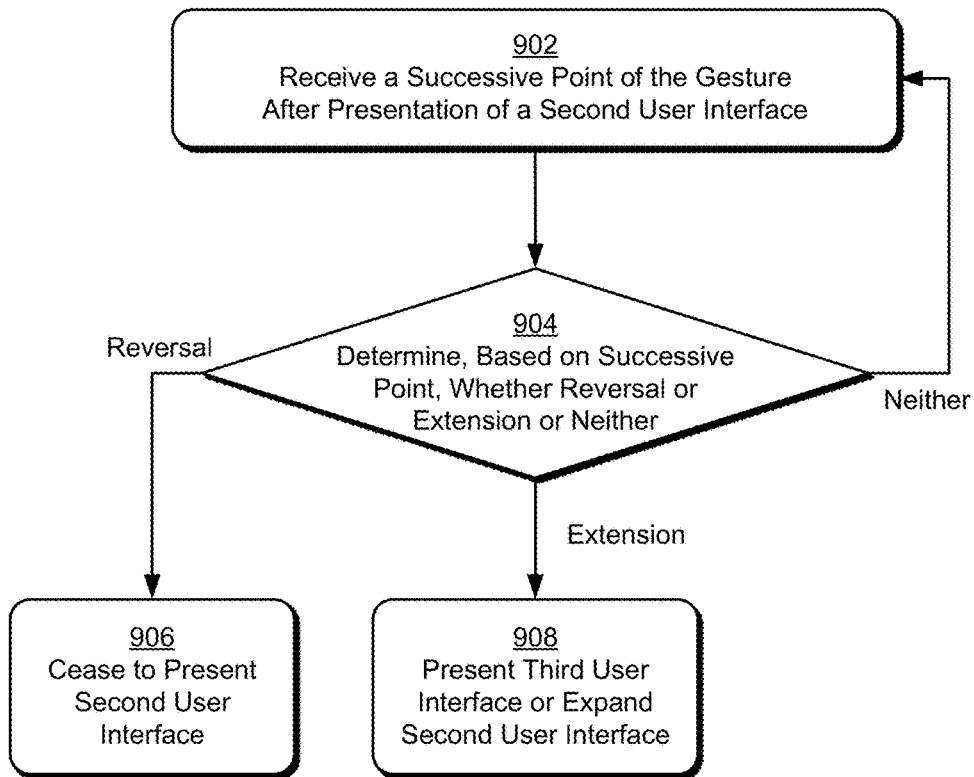 902
Receive a Successive Point of the Gesture
After Presentation of a Second User Interface
904
Determine, Based on Successive
Point, Whether Reversal or
Extension or Neither
Reversal
Neither
Extension
906
Cease to Present
Second User
Interface
908
Present Third User
Interface or Expand
Second User Interface